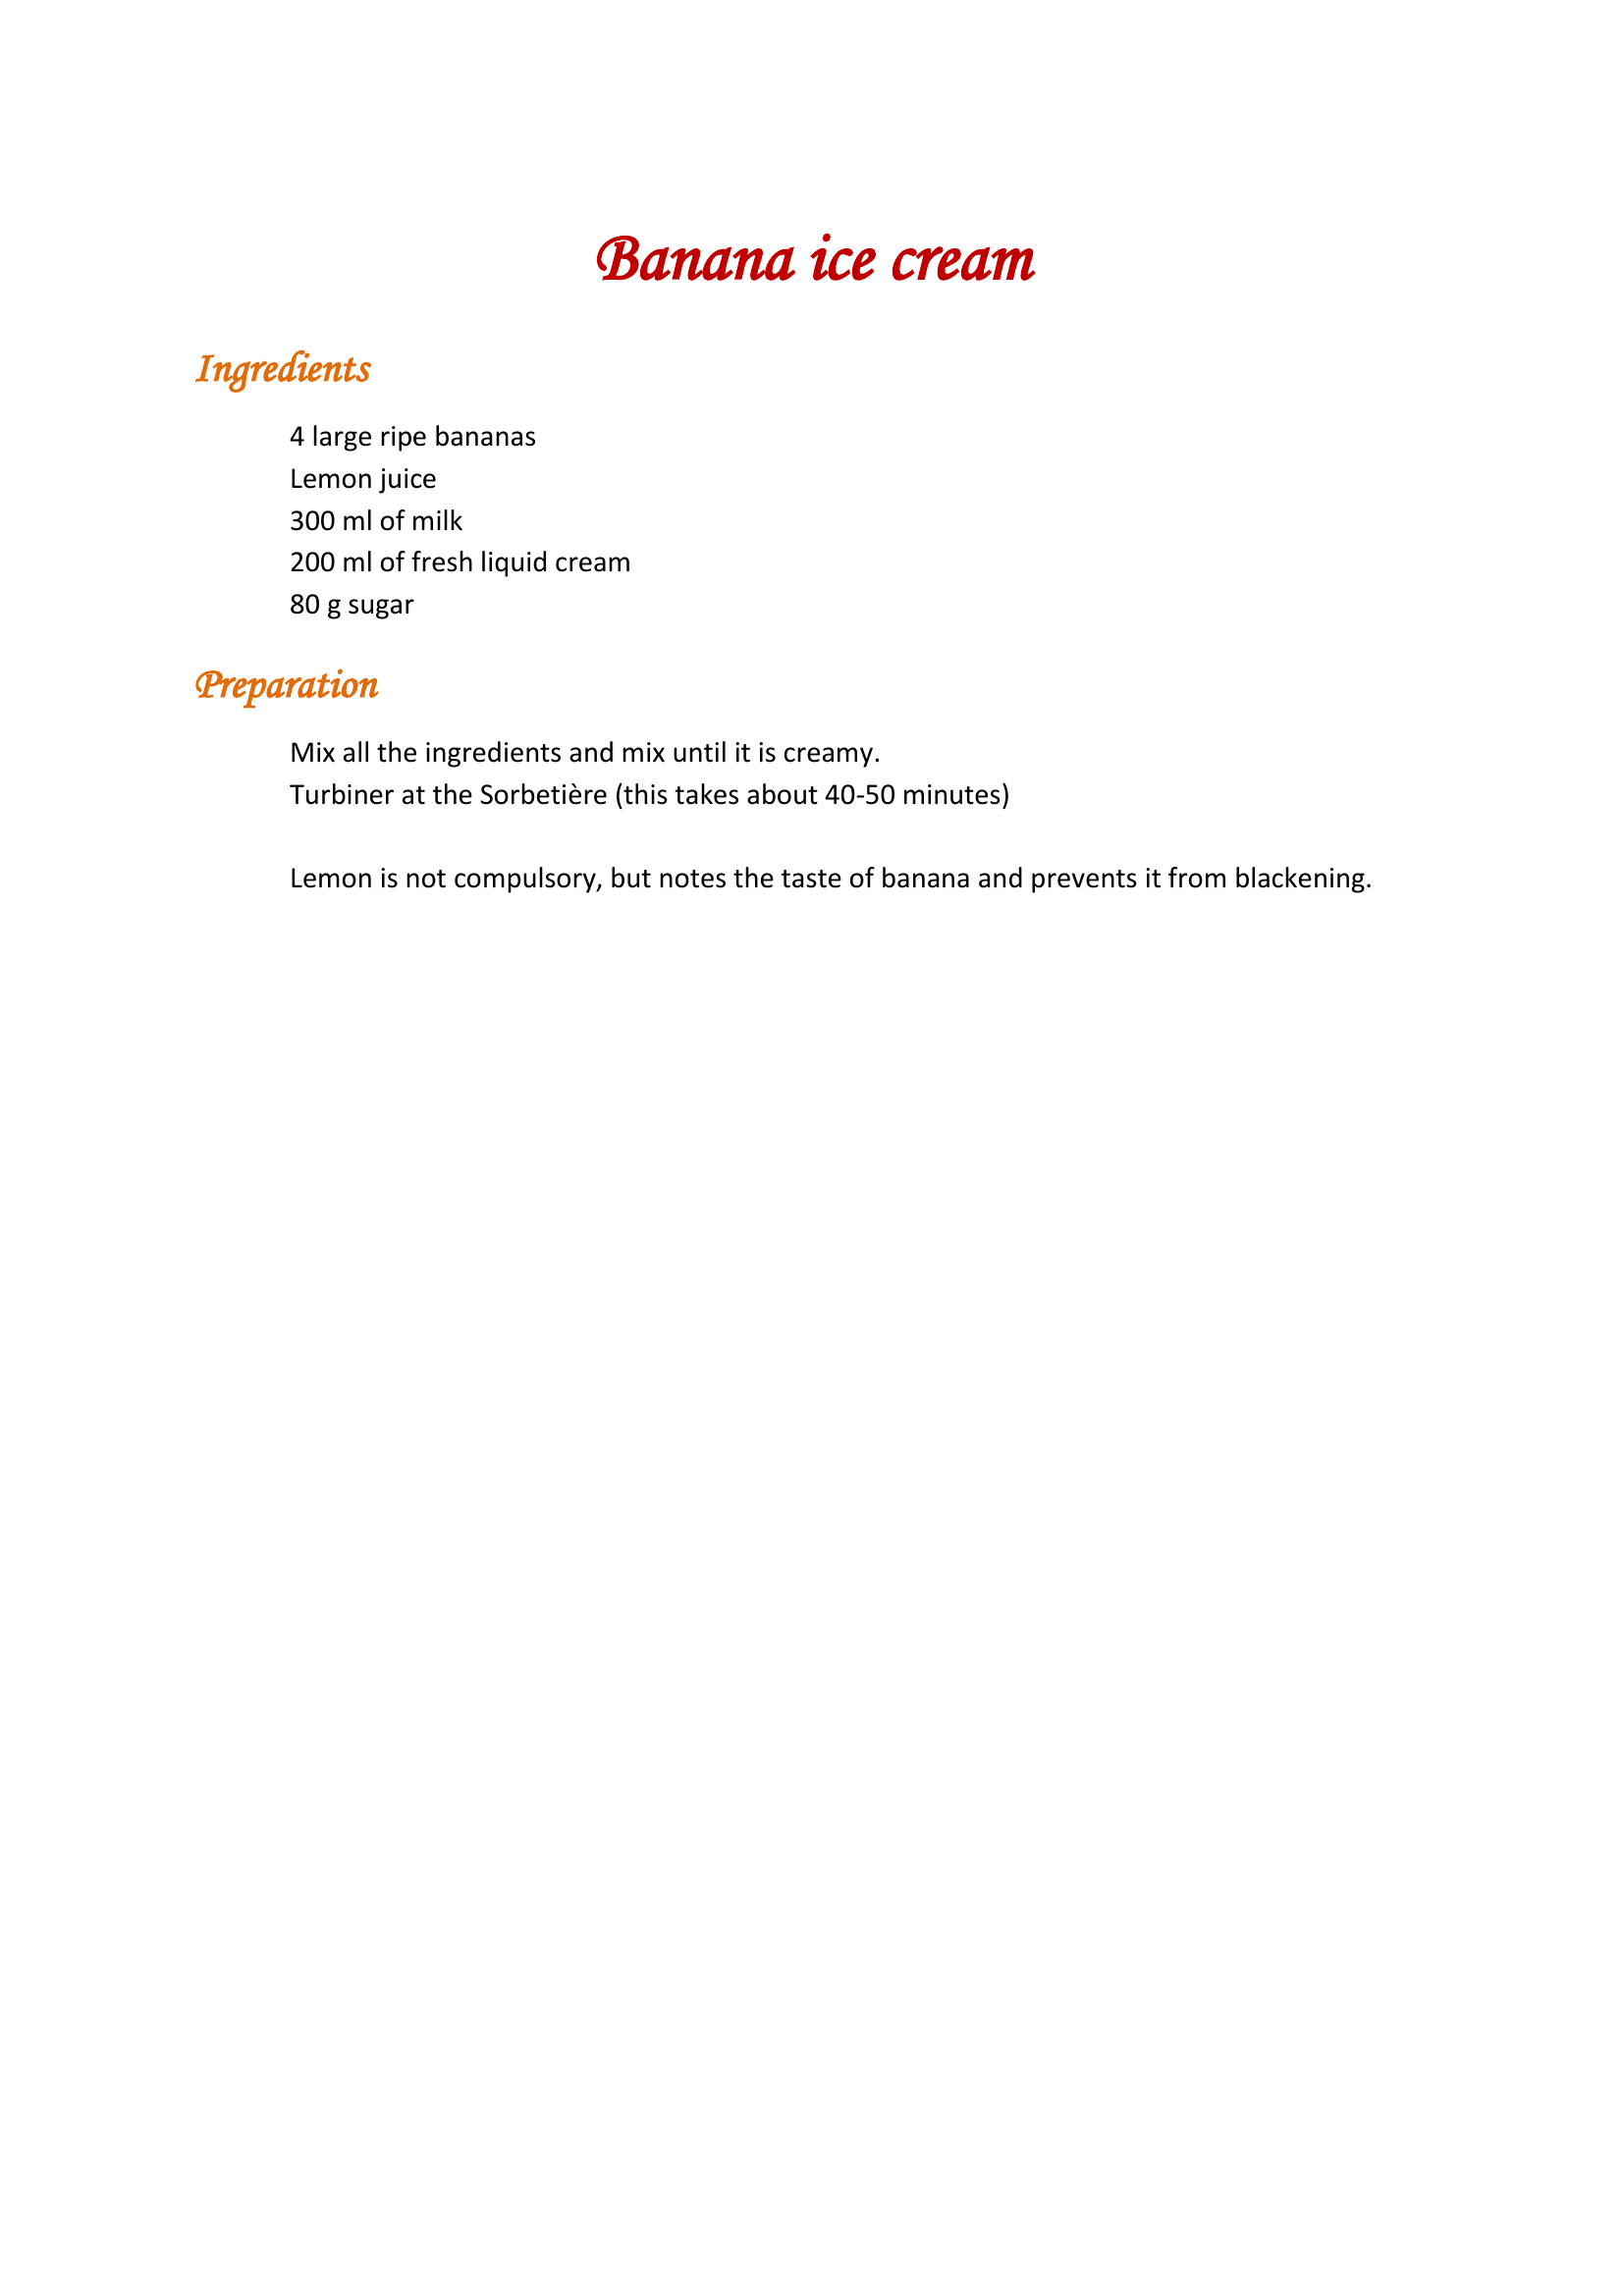 Banana ice cream
Ingredients
4 large ripe bananas
Lemon juice
300 ml of milk
200 ml of fresh liquid cream
80 g sugar
Preparation
Mix all the ingredients and mix until it is creamy.
Turbiner at the Sorbetière (this takes about 40-50 minutes)
Lemon is not compulsory, but notes the taste of banana and prevents it from blackening.